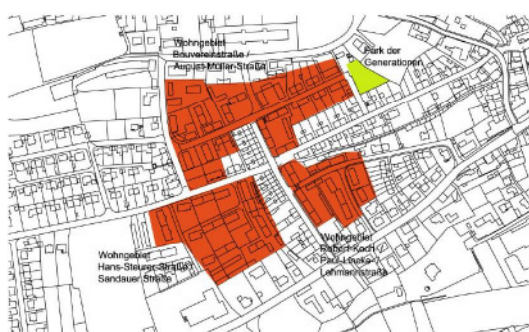 Wohngebiet
Bauvereinstraße /
August-Müller-Straße
Park der
Generationen
Wohngebiet
Hans-Steurer-Straße /
Sandauer Straße
Wohngebiet
Robert-Koch- /
Paul-Lincke- /
Lehmannstraße